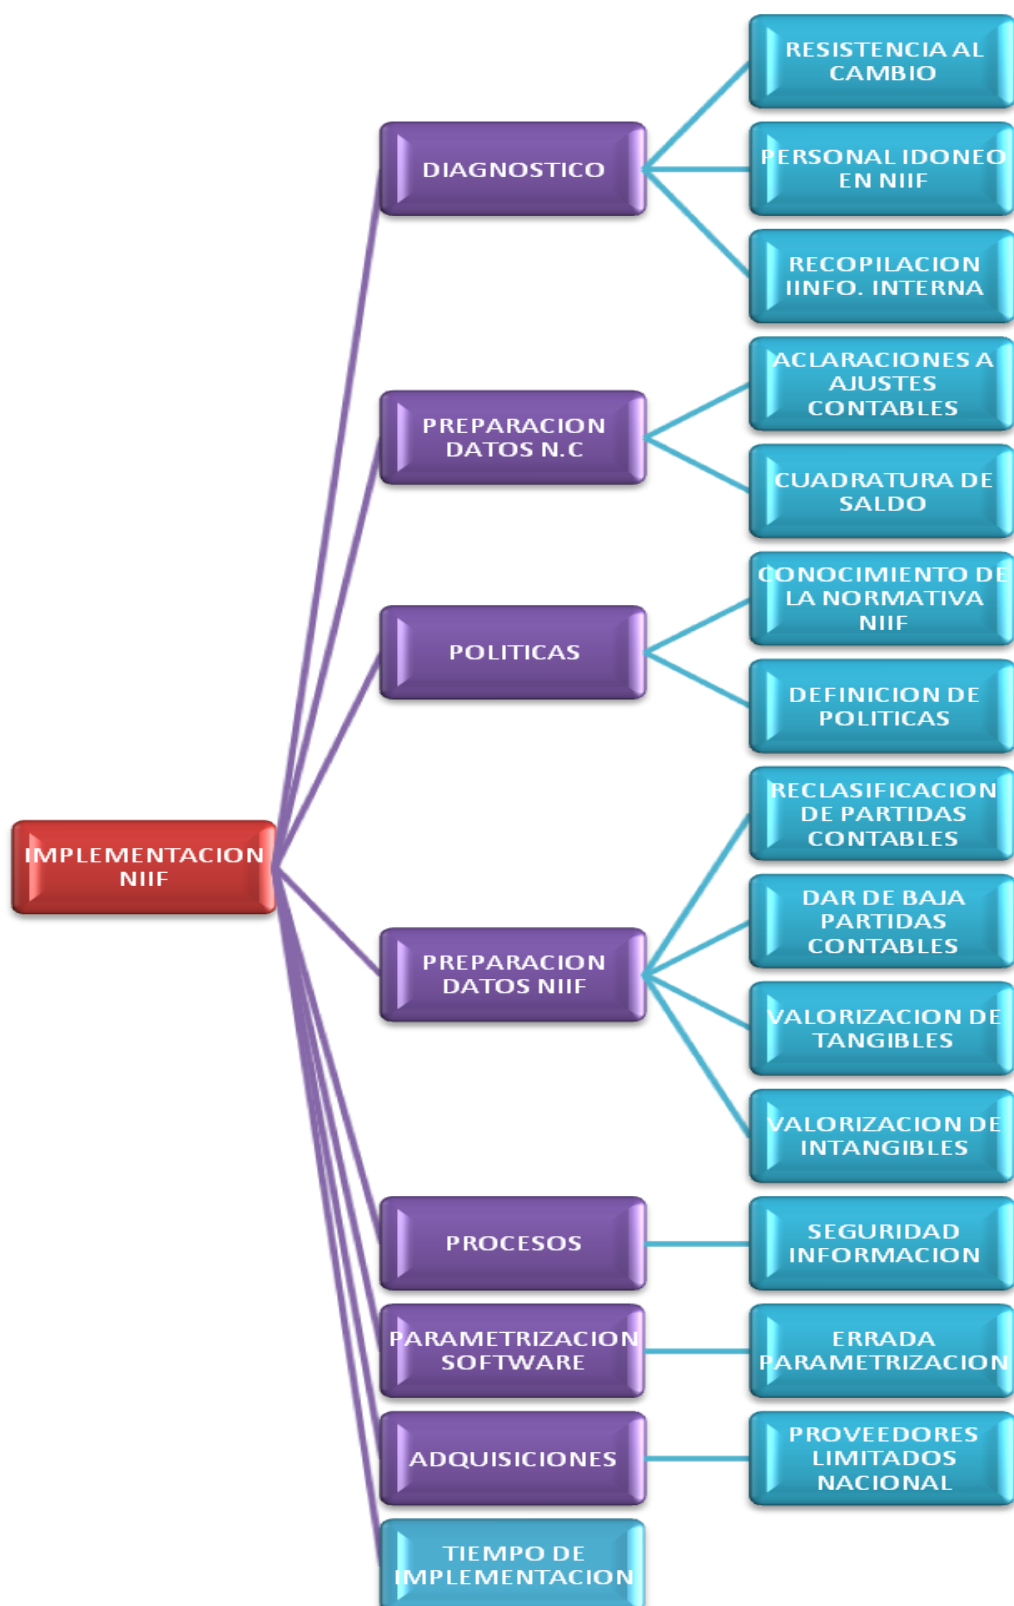 RESISTENCIA AL
CAMBIO
DIAGNOSTICO
PERSONAL IDONEO
EN NIIF
RECOPILACION
IINFO. INTERNA
ACLARACIONES A
AJUSTES
CONTABLES
PREPARACION
DATOS N.C
CUADRATURA DE
SALDO
CONOCIMIENTO DE
LA NORMATIVA
NIIF
POLITICAS
DEFINICION DE
POLITICAS
RECLASIFICACION
DE PARTIDAS
CONTABLES
IMPLEMENTACION
NIIF
DAR DE BAJA
PARTIDAS
CONTABLES
PREPARACION
DATOS NIIF
VALORIZACION DE
TANGIBLES
VALORIZACION DE
INTANGIBLES
PROCESOS
SEGURIDAD
INFORMACION
PARAMETRIZACION
SOFTWARE
ERRADA
PARAMETRIZACION
ADQUISICIONES
PROVEEDORES
LIMITADOS
NACIONAL
TIEMPO DE
IMPLEMENTACION